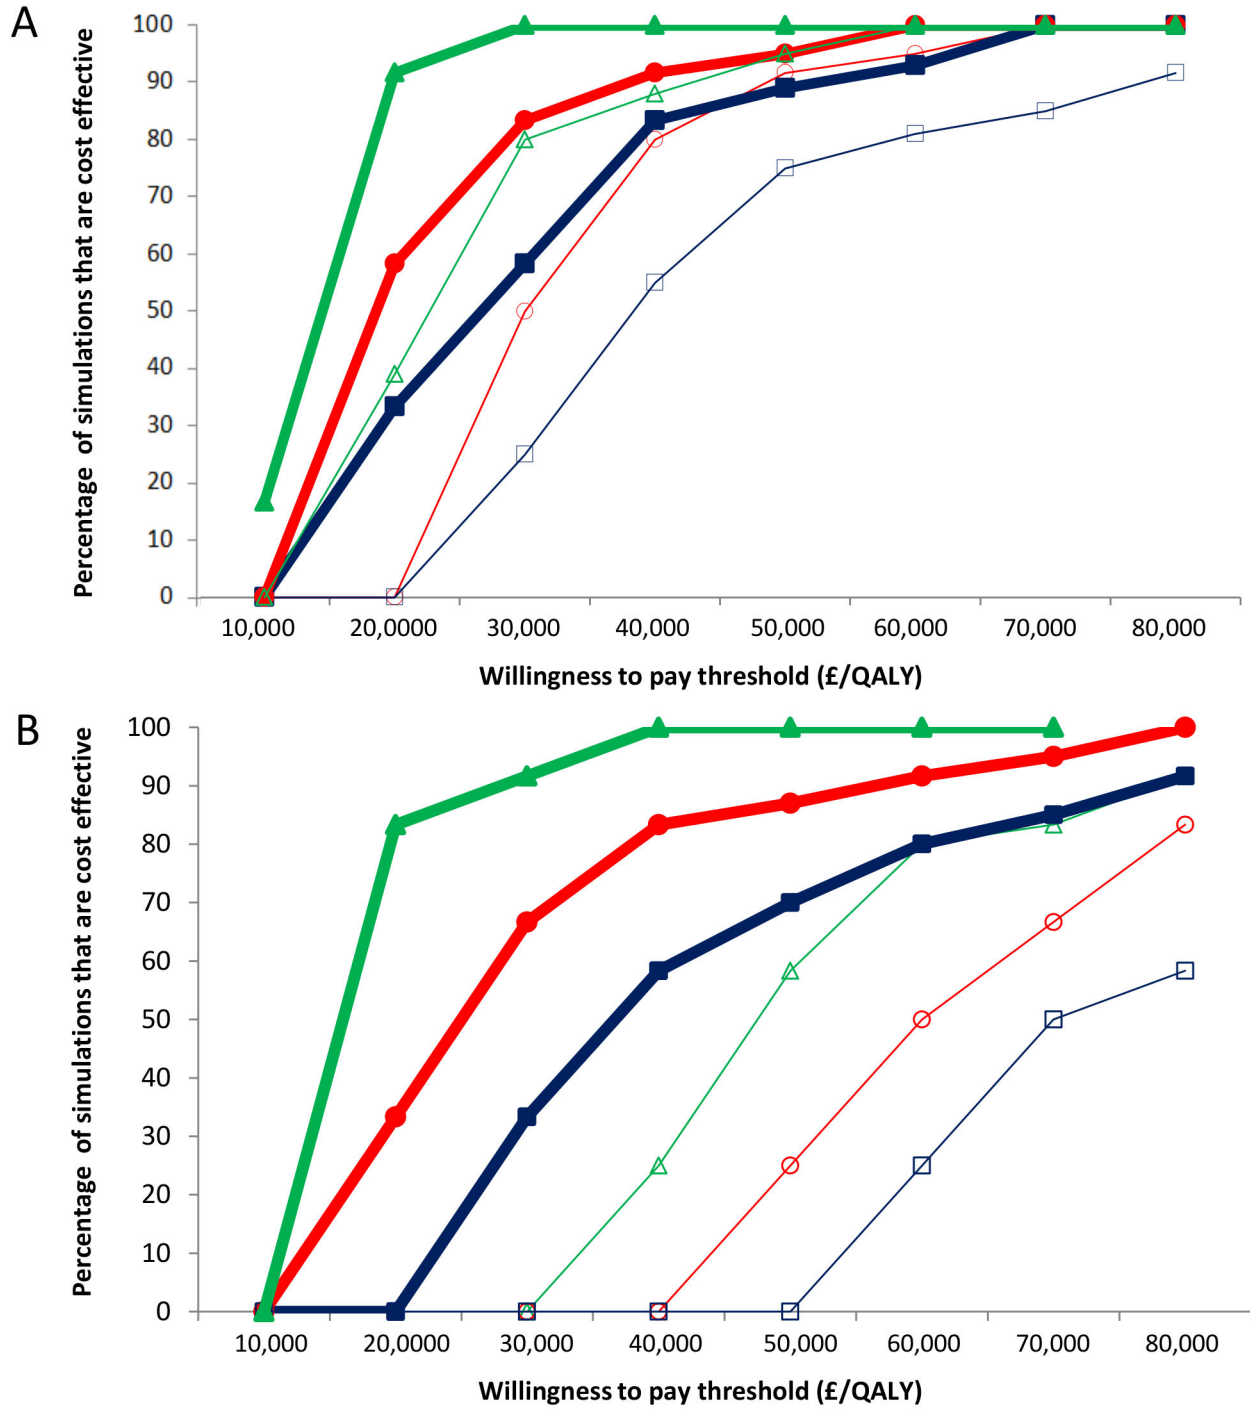 A
Percentage of simulations that are cost effective
100
90
80
70
60
50
40
30
20
10
0
10,000 20,0000 30,000 40,000 50,000 60,000 70,000 80,000
Willingness to pay threshold (£/QALY)
B
Percentage of simulations that are cost effective
100
90
80
70
60
50
40
30
20
10
0
10,000 20,0000 30,000 40,000 50,000 60,000 70,000 80,000
Willingness to pay threshold (£/QALY)